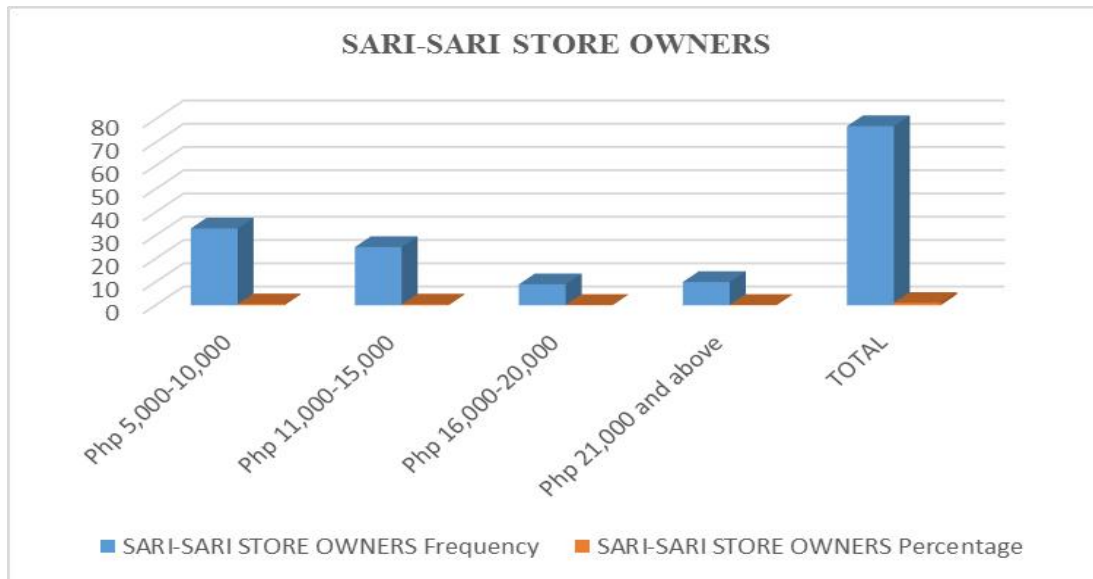 SARI-SARI STORE OWNERS
80
70
60
50
40
30
20
10
0
Php 5,000-10,000
Php 11,000-15,000
Php 16,000-20,000
Php 21,000 and above
TOTAL
SARI-SARI STORE OWNERS Frequency
SARI-SARI STORE OWNERS Percentage